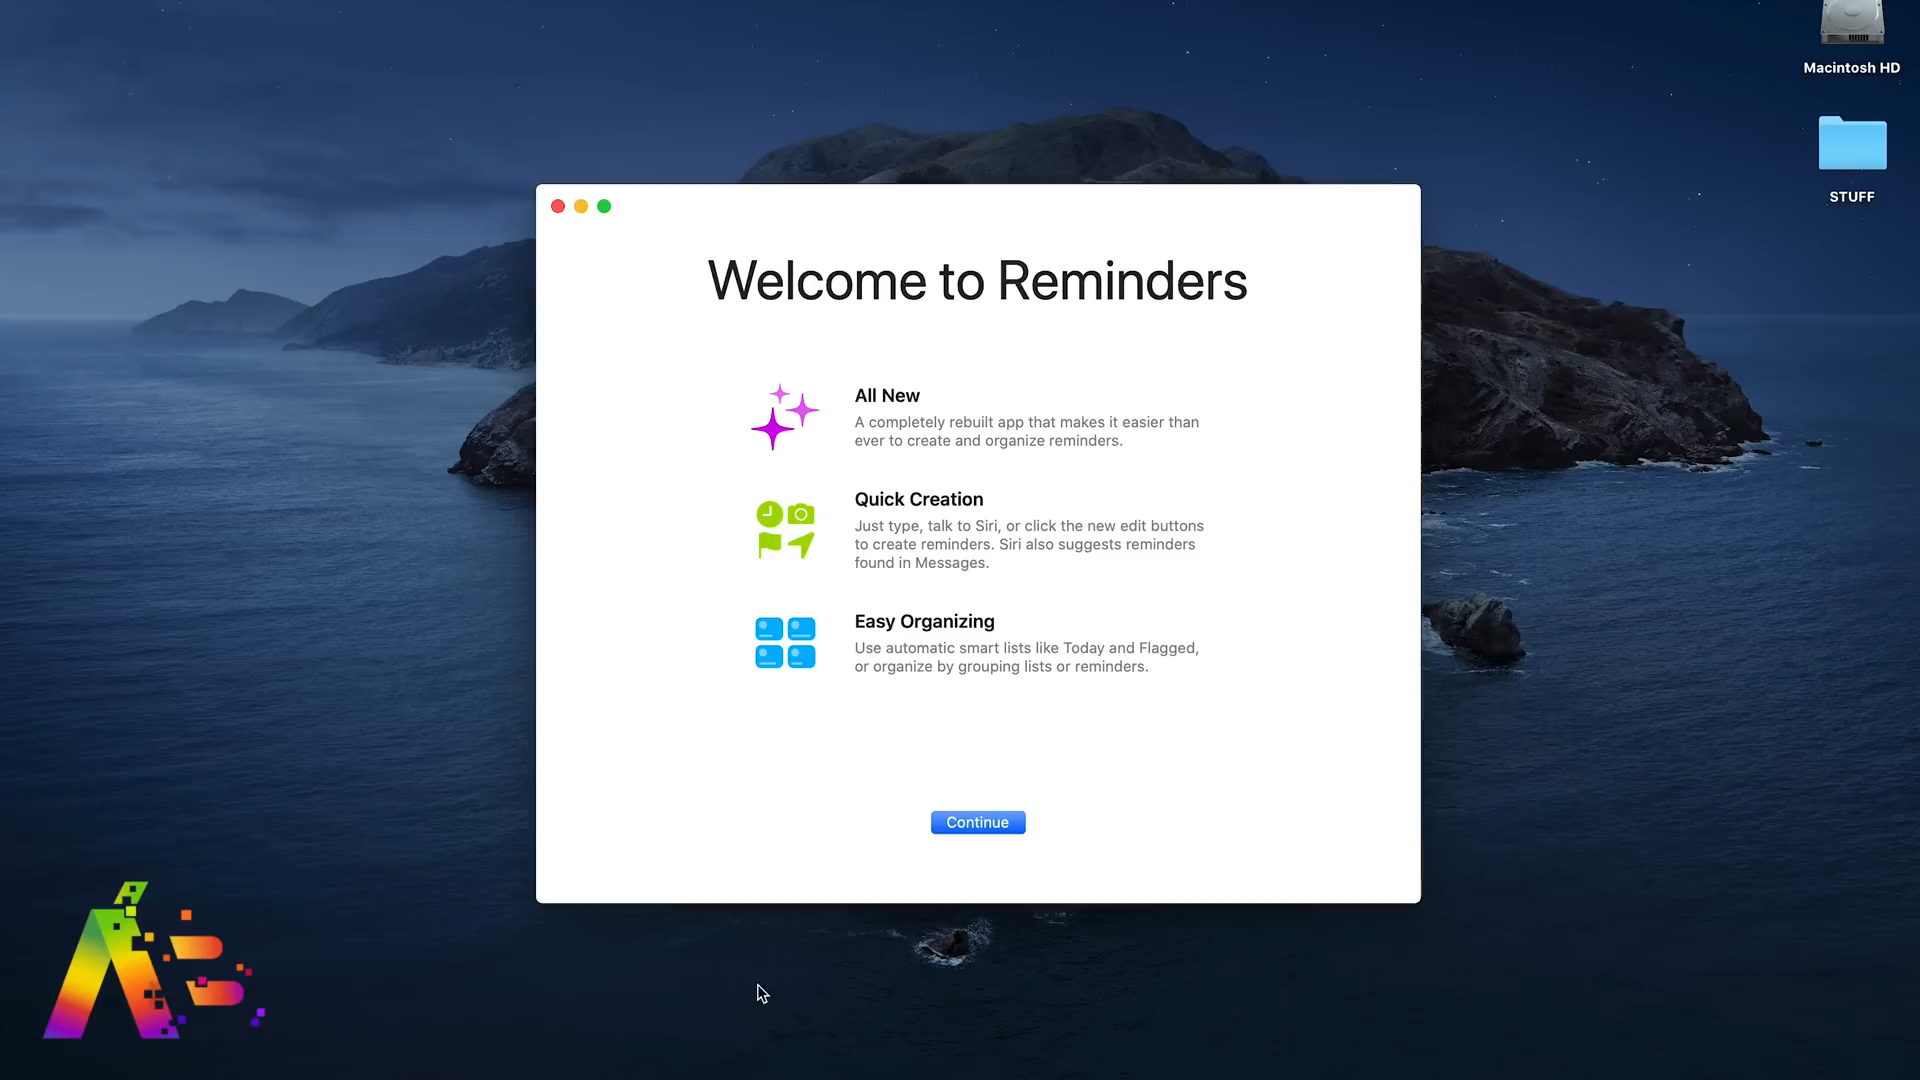 Macintosh HD
STUFF
Welcome to Reminders
All New
A completely rebuilt app that makes it easier than
ever to create and organize reminders.
Quick Creation
Just type, talk to Siri, or click the new edit buttons
to create reminders. Siri also suggests reminders
found in Messages.
Easy Organizing
Use automatic smart lists like Today and Flagged,
or organize by grouping lists or reminders.
Continue